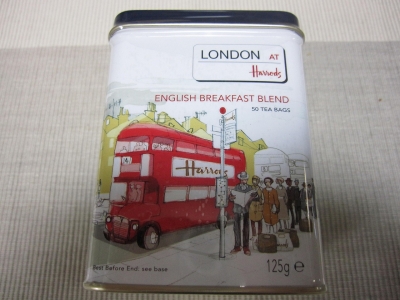 LONDON AT
Harrods
ENGLISH BREAKFAST BLEND
50 TEA BAGS
Harrods
Best Before End: see base
125g e